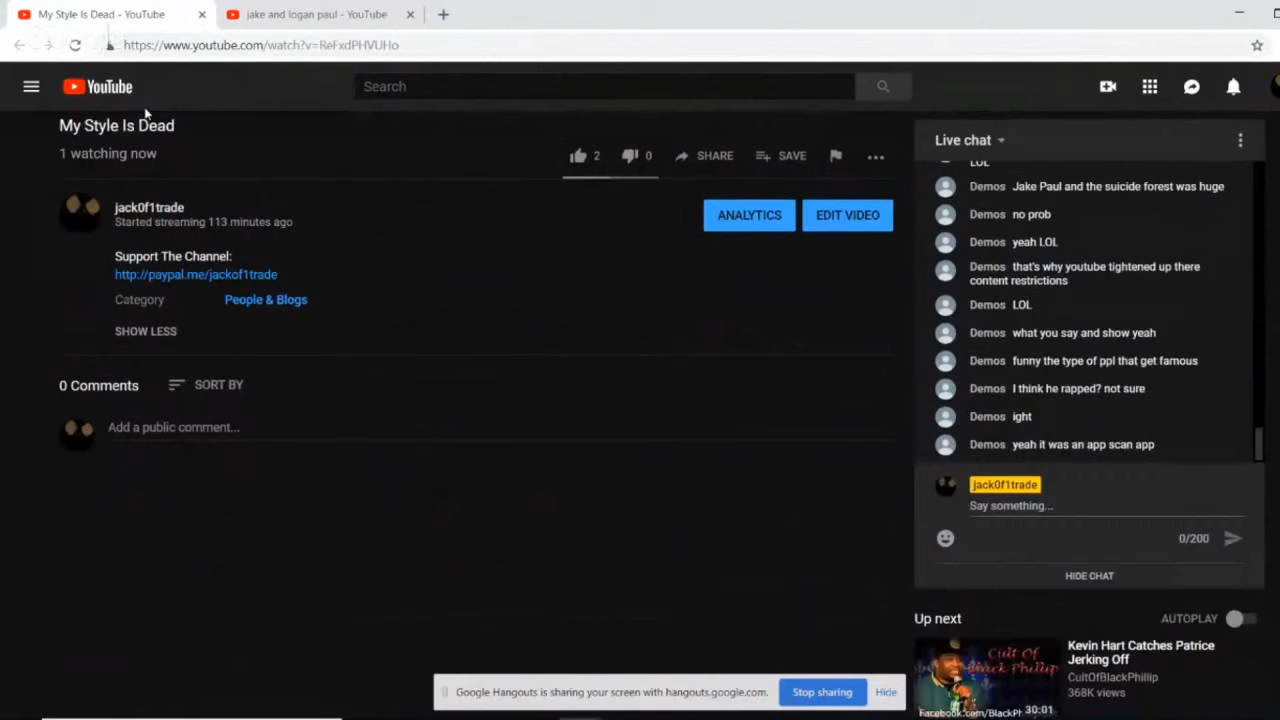 My Style Is Dead - YouTube
jake and logan paul - YouTube
https://www.youtube.com/watch?v=ReFxdPHVUHo
YouTube
Search
My Style Is Dead
1 watching now
2
0
SHARE
SAVE
jack0f1trade
Started streaming 113 minutes ago
ANALYTICS
EDIT VIDEO
Support The Channel:
http://paypal.me/jackof1trade
Category
People & Blogs
SHOW LESS
0 Comments
SORT BY
Add a public comment...
Live chat
LOL
Demos Jake Paul and the suicide forest was huge
Demos no prob
Demos yeah LOL
Demos that's why youtube tightened up there
content restrictions
Demos LOL
Demos what you say and show yeah
Demos funny the type of ppl that get famous
Demos I think he rapped? not sure
Demos ight
Demos yeah it was an app scan app
jack0f1trade
Say something...
0/200
HIDE CHAT
Up next
AUTOPLAY
Cult Of
Jack Phillip
Facebook.com/BlackPh
30:01
Kevin Hart Catches Patrice
Jerking Off
CultOfBlackPhillip
368K views
Google Hangouts is sharing your screen with hangouts.google.com.
Stop sharing
Hide